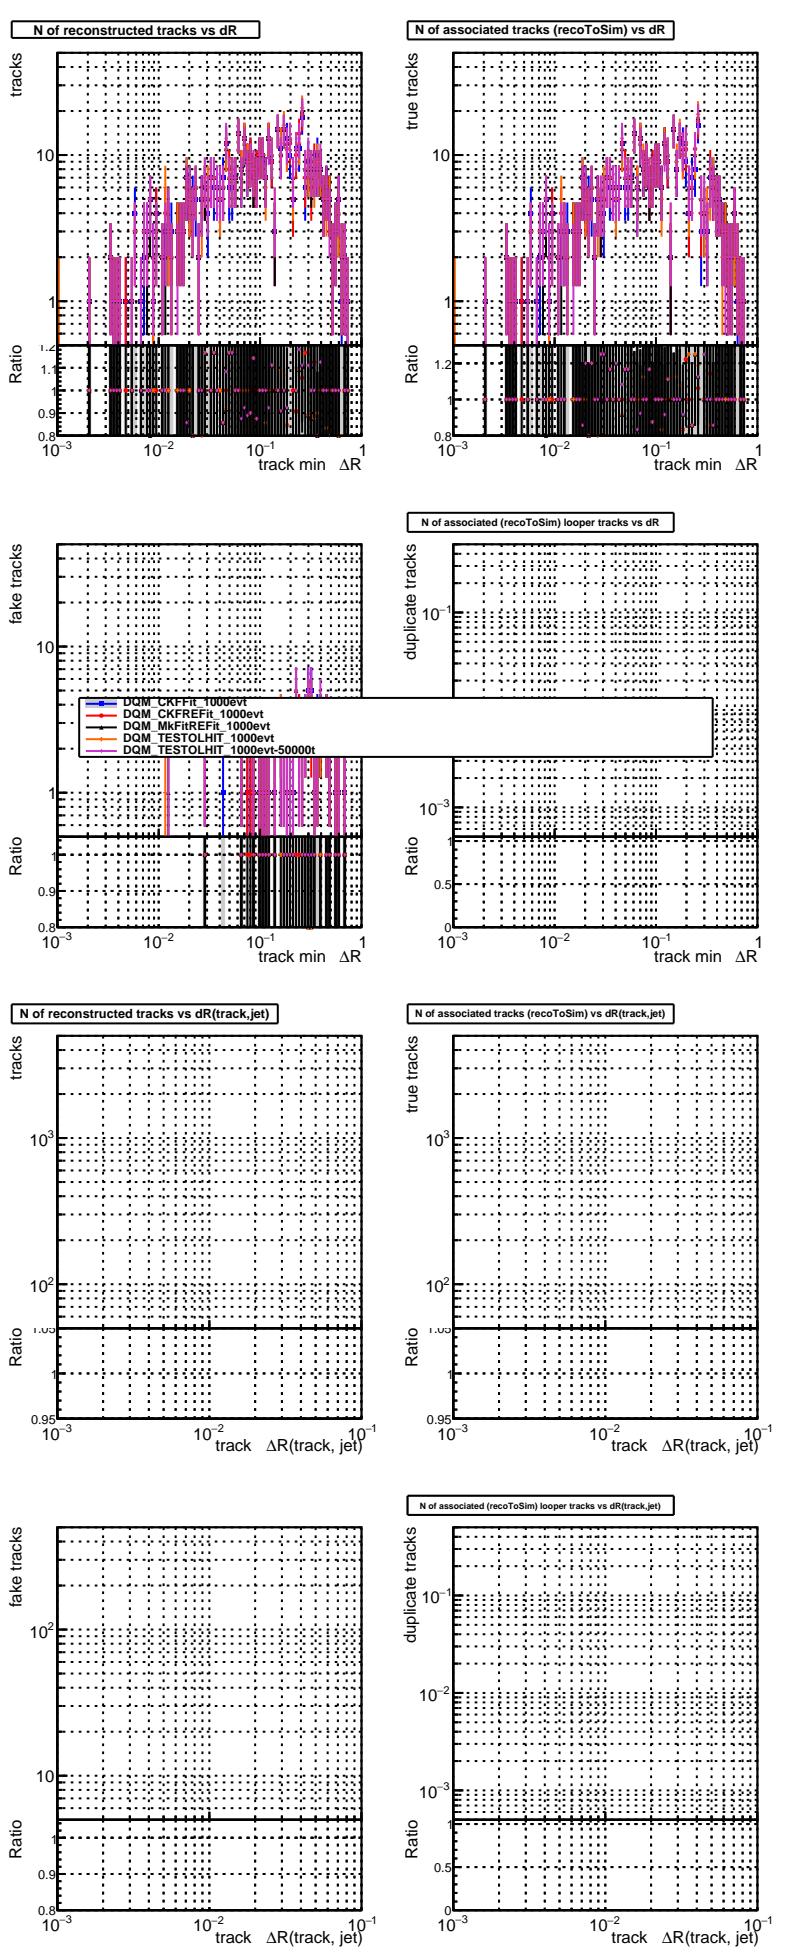 N of reconstructed tracks vs dR
tracks
10
1
Ratio
1.2
1.1
1
0.9
0.8
10−3
10−2
10−1
1
track min ΔR
N of associated tracks (recoToSim) vs dR
true tracks
10
1
Ratio
1.2
1
0.8
10−3
10−2
10−1
1
track min ΔR
fake tracks
10
1
Ratio
1
0.9
0.8
10−3
10−2
10−1
1
track min ΔR
N of associated (recoToSim) looper tracks vs dR
duplicate tracks
10−1
10−3
Ratio
1
0.5
0
10−3
10−2
10−1
1
track min ΔR
DQM_CKFFit_1000evt
DQM_CKFREFit_1000evt
DQM_MkFitREFit_1000evt
DQM_TESTOLHIT_1000evt
DQM_TESTOLHIT_1000evt-50000t
N of reconstructed tracks vs dR(track,jet)
tracks
103
102
Ratio
1.05
1
0.95
10−3
10−2
10−1
track ΔR(track, jet)
N of associated tracks (recoToSim) vs dR(track,jet)
true tracks
103
102
Ratio
1.05
1
0.95
10−3
10−2
10−1
track ΔR(track, jet)
fake tracks
102
10
Ratio
1
0.9
0.8
10−3
10−2
10−1
track ΔR(track, jet)
N of associated (recoToSim) looper tracks vs dR(track,jet)
duplicate tracks
10−1
10−2
10−3
Ratio
1
0.5
0
10−3
10−2
10−1
track ΔR(track, jet)